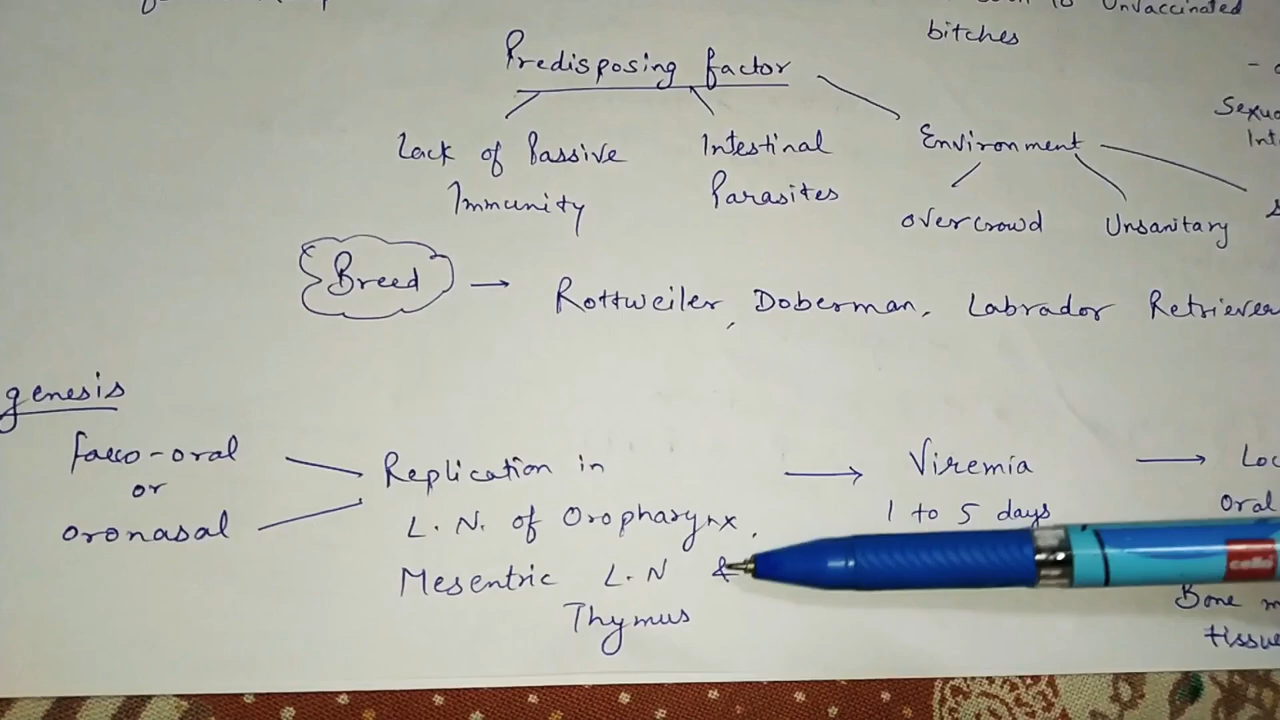 Unvaccinated
bitches
Predisposing factor
Lack of Passive
Immunity
Intestinal
Parasites
Environment
overcrowd
Unsanitary
Breed → Rottweiler, Doberman, Labrador Retriever
genesis
faeco-oral
or
oronasal
Replication in
L.N. of Oropharynx,
Mesentric L.N &
Thymus
→ Viremia →
1 to 5 days
Oral
Bone
tissue
cello